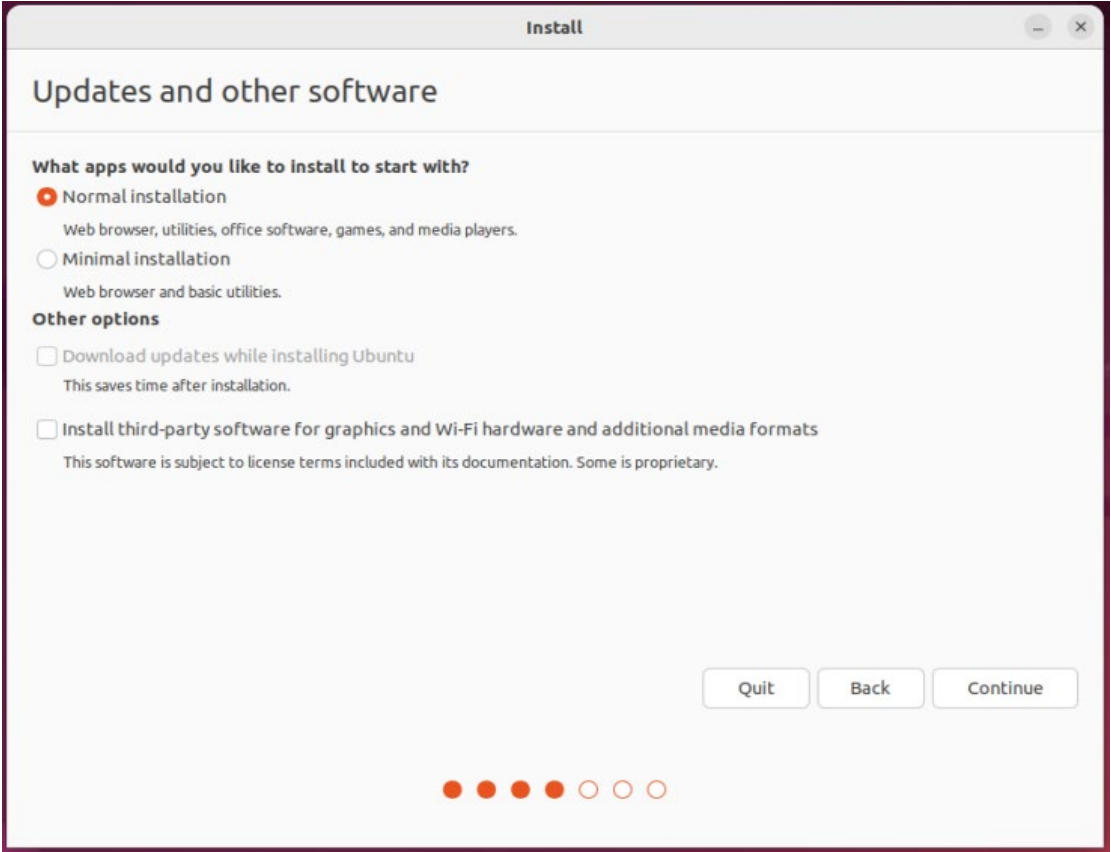 Install
Updates and other software
What apps would you like to install to start with?
Normal installation
Web browser, utilities, office software, games, and media players.
Minimal installation
Web browser and basic utilities.
Other options
Download updates while installing Ubuntu
This saves time after installation.
Install third-party software for graphics and Wi-Fi hardware and additional media formats
This software is subject to license terms included with its documentation. Some is proprietary.
Quit Back Continue